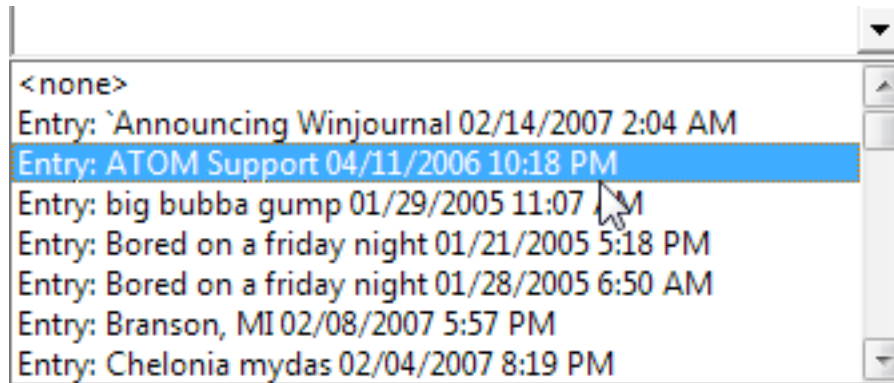 <none>
Entry: `Announcing Winjournal 02/14/2007 2:04 AM
Entry: ATOM Support 04/11/2006 10:18 PM
Entry: big bubba gump 01/29/2005 11:07 AM
Entry: Bored on a friday night 01/21/2005 5:18 PM
Entry: Bored on a friday night 01/28/2005 6:50 AM
Entry: Branson, MI 02/08/2007 5:57 PM
Entry: Chelonia mydas 02/04/2007 8:19 PM